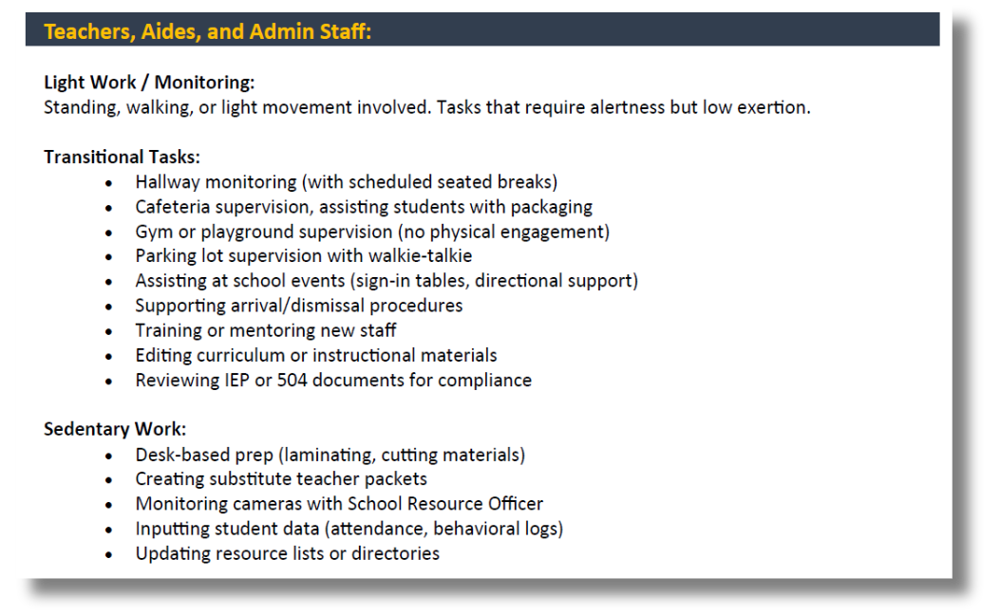 Teachers, Aides, and Admin Staff:
Light Work / Monitoring:
Standing, walking, or light movement involved. Tasks that require alertness but low exertion.
Transitional Tasks:
• Hallway monitoring (with scheduled seated breaks)
• Cafeteria supervision, assisting students with packaging
• Gym or playground supervision (no physical engagement)
• Parking lot supervision with walkie-talkie
• Assisting at school events (sign-in tables, directional support)
• Supporting arrival/dismissal procedures
• Training or mentoring new staff
• Editing curriculum or instructional materials
• Reviewing IEP or 504 documents for compliance
Sedentary Work:
• Desk-based prep (laminating, cutting materials)
• Creating substitute teacher packets
• Monitoring cameras with School Resource Officer
• Inputting student data (attendance, behavioral logs)
• Updating resource lists or directories